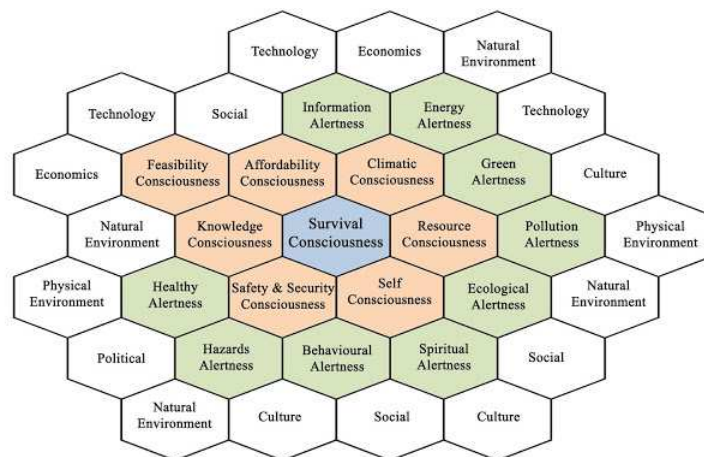 Technology
Economics
Natural
Environment
Technology
Social
Information
Alertness
Energy
Alertness
Technology
Economics
Feasibility
Consciousness
Affordability
Consciousness
Climatic
Consciousness
Green
Alertness
Culture
Natural
Environment
Knowledge
Consciousness
Survival
Consciousness
Resource
Consciousness
Pollution
Alertness
Physical
Environment
Physical
Environment
Healthy
Alertness
Safety & Security
Consciousness
Self
Consciousness
Ecological
Alertness
Natural
Environment
Political
Hazards
Alertness
Behavioural
Alertness
Spiritual
Alertness
Social
Natural
Environment
Culture
Social
Culture